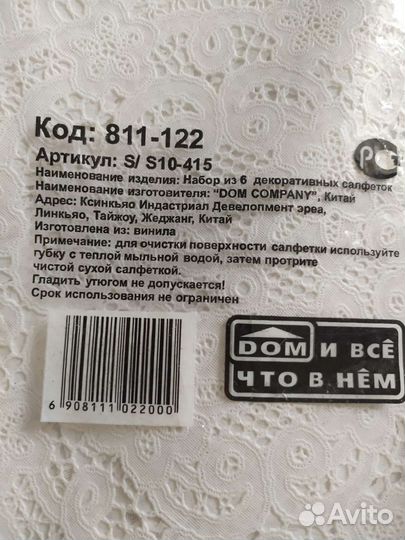 Код: 811-122
Артикул: S/ S10-415
Наименование изделия: Набор из 6 декоративных салфеток
Наименование изготовителя: “DOM COMPANY”, Китай
Адрес: Ксинкьяо Индастриал Девелопмент эреа,
Линкьяо, Тайжоу, Жеджанг, Китай
Изготовлена из: винила
Примечание: для очистки поверхности салфетки используйте
губку с теплой мыльной водой, затем протрите
чистой сухой салфеткой.
Гладить утюгом не допускается!
Срок использования не ограничен
РС
DOM И ВСЁ
ЧТО В НЁМ
6 908111 022000
Avito